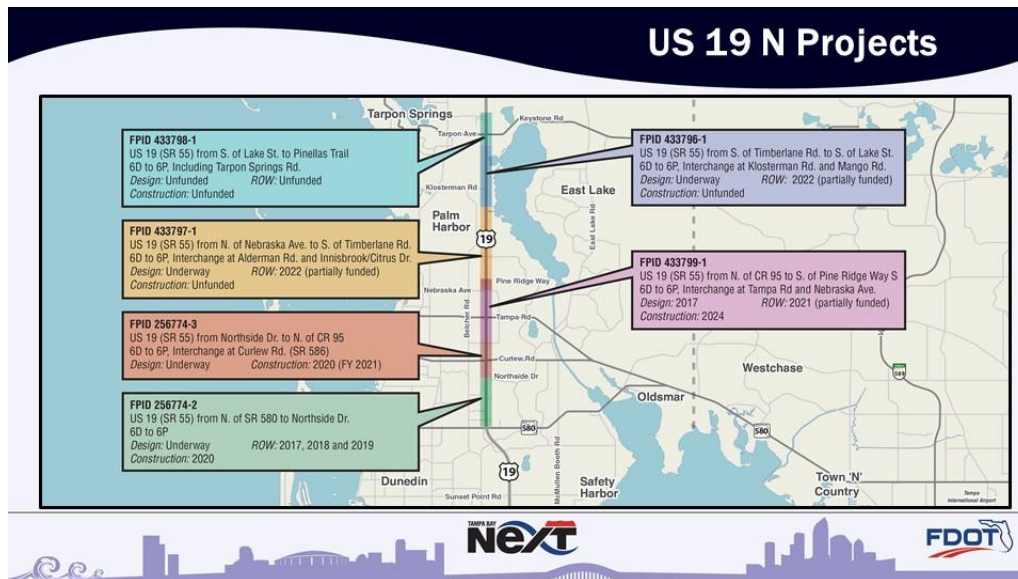 US 19 N Projects
FPID 433798-1
US 19 (SR 55) from S. of Lake St. to Pinellas Trail
6D to 6P, Including Tarpon Springs Rd.
Design: Unfunded ROW: Unfunded
Construction: Unfunded
FPID 433797-1
US 19 (SR 55) from N. of Nebraska Ave. to S. of Timberlane Rd.
6D to 6P, Interchange at Alderman Rd. and Innisbrook/Citrus Dr.
Design: Underway ROW: 2022 (partially funded)
Construction: Unfunded
FPID 256774-3
US 19 (SR 55) from Northside Dr. to N. of CR 95
6D to 6P, Interchange at Curlew Rd. (SR 586)
Design: Underway Construction: 2020 (FY 2021)
FPID 256774-2
US 19 (SR 55) from N. of SR 580 to Northside Dr.
6D to 6P
Design: Underway ROW: 2017, 2018 and 2019
Construction: 2020
FPID 433796-1
US 19 (SR 55) from S. of Timberlane Rd. to S. of Lake St.
6D to 6P, Interchange at Klosterman Rd. and Mango Rd.
Design: Underway ROW: 2022 (partially funded)
Construction: Unfunded
FPID 433799-1
US 19 (SR 55) from N. of CR 95 to S. of Pine Ridge Way S
6D to 6P, Interchange at Tampa Rd and Nebraska Ave.
Design: 2017 ROW: 2021 (partially funded)
Construction: 2024
Tarpon Springs
Tarpon Ave
Keystone Rd
Klosterman Rd
East Lake
East Lake Rd
Palm
Harbor
19
Pine Ridge Way
Nebraska Ave
Belcher Rd
Tampa Rd
Curlew Rd
Northside Dr
Westchase
589
Oldsmar
580
580
19
McMullen Booth Rd
Dunedin
Sunset Point Rd
Safety
Harbor
Town 'N'
Country
Tampa
International Airport
TAMPA BAY
NEXT
FDOT